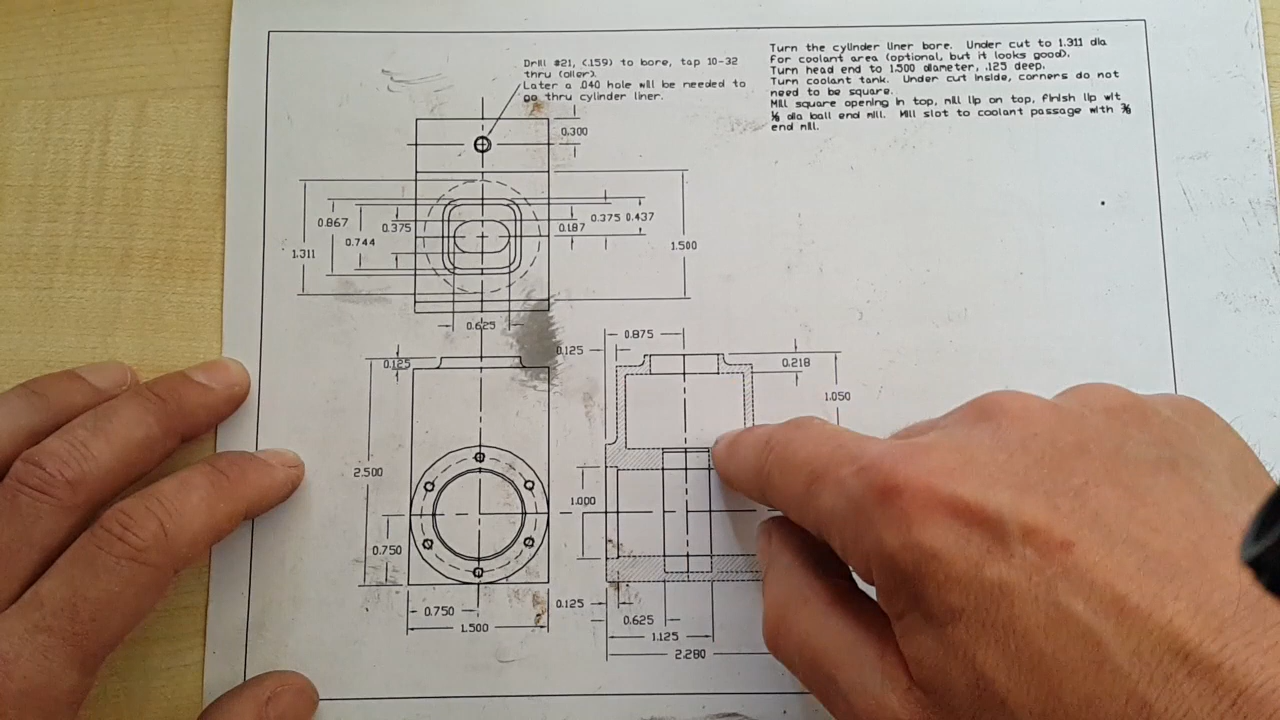 Drill #21, (.159) to bore, tap 10-32
thru (oiler).
Later a .040 hole will be needed to
go thru cylinder liner.
Turn the cylinder liner bore. Under cut to 1.311 dia
for coolant area (optional, but it looks good).
Turn head end to 1.500 diameter, .125 deep.
Turn coolant tank. Under cut inside, corners do not
need to be square.
Mill square opening in top, mill lip on top, finish lip wit
⅛ dia ball end mill. Mill slot to coolant passage with ⅜
end mill.
0.300
0.867
0.375
0.744
1.311
0.187
0.375
0.437
1.500
0.625
0.125
2.500
0.750
0.750
1.500
0.875
0.125
0.218
1.050
1.000
0.125
0.625
1.125
2.280